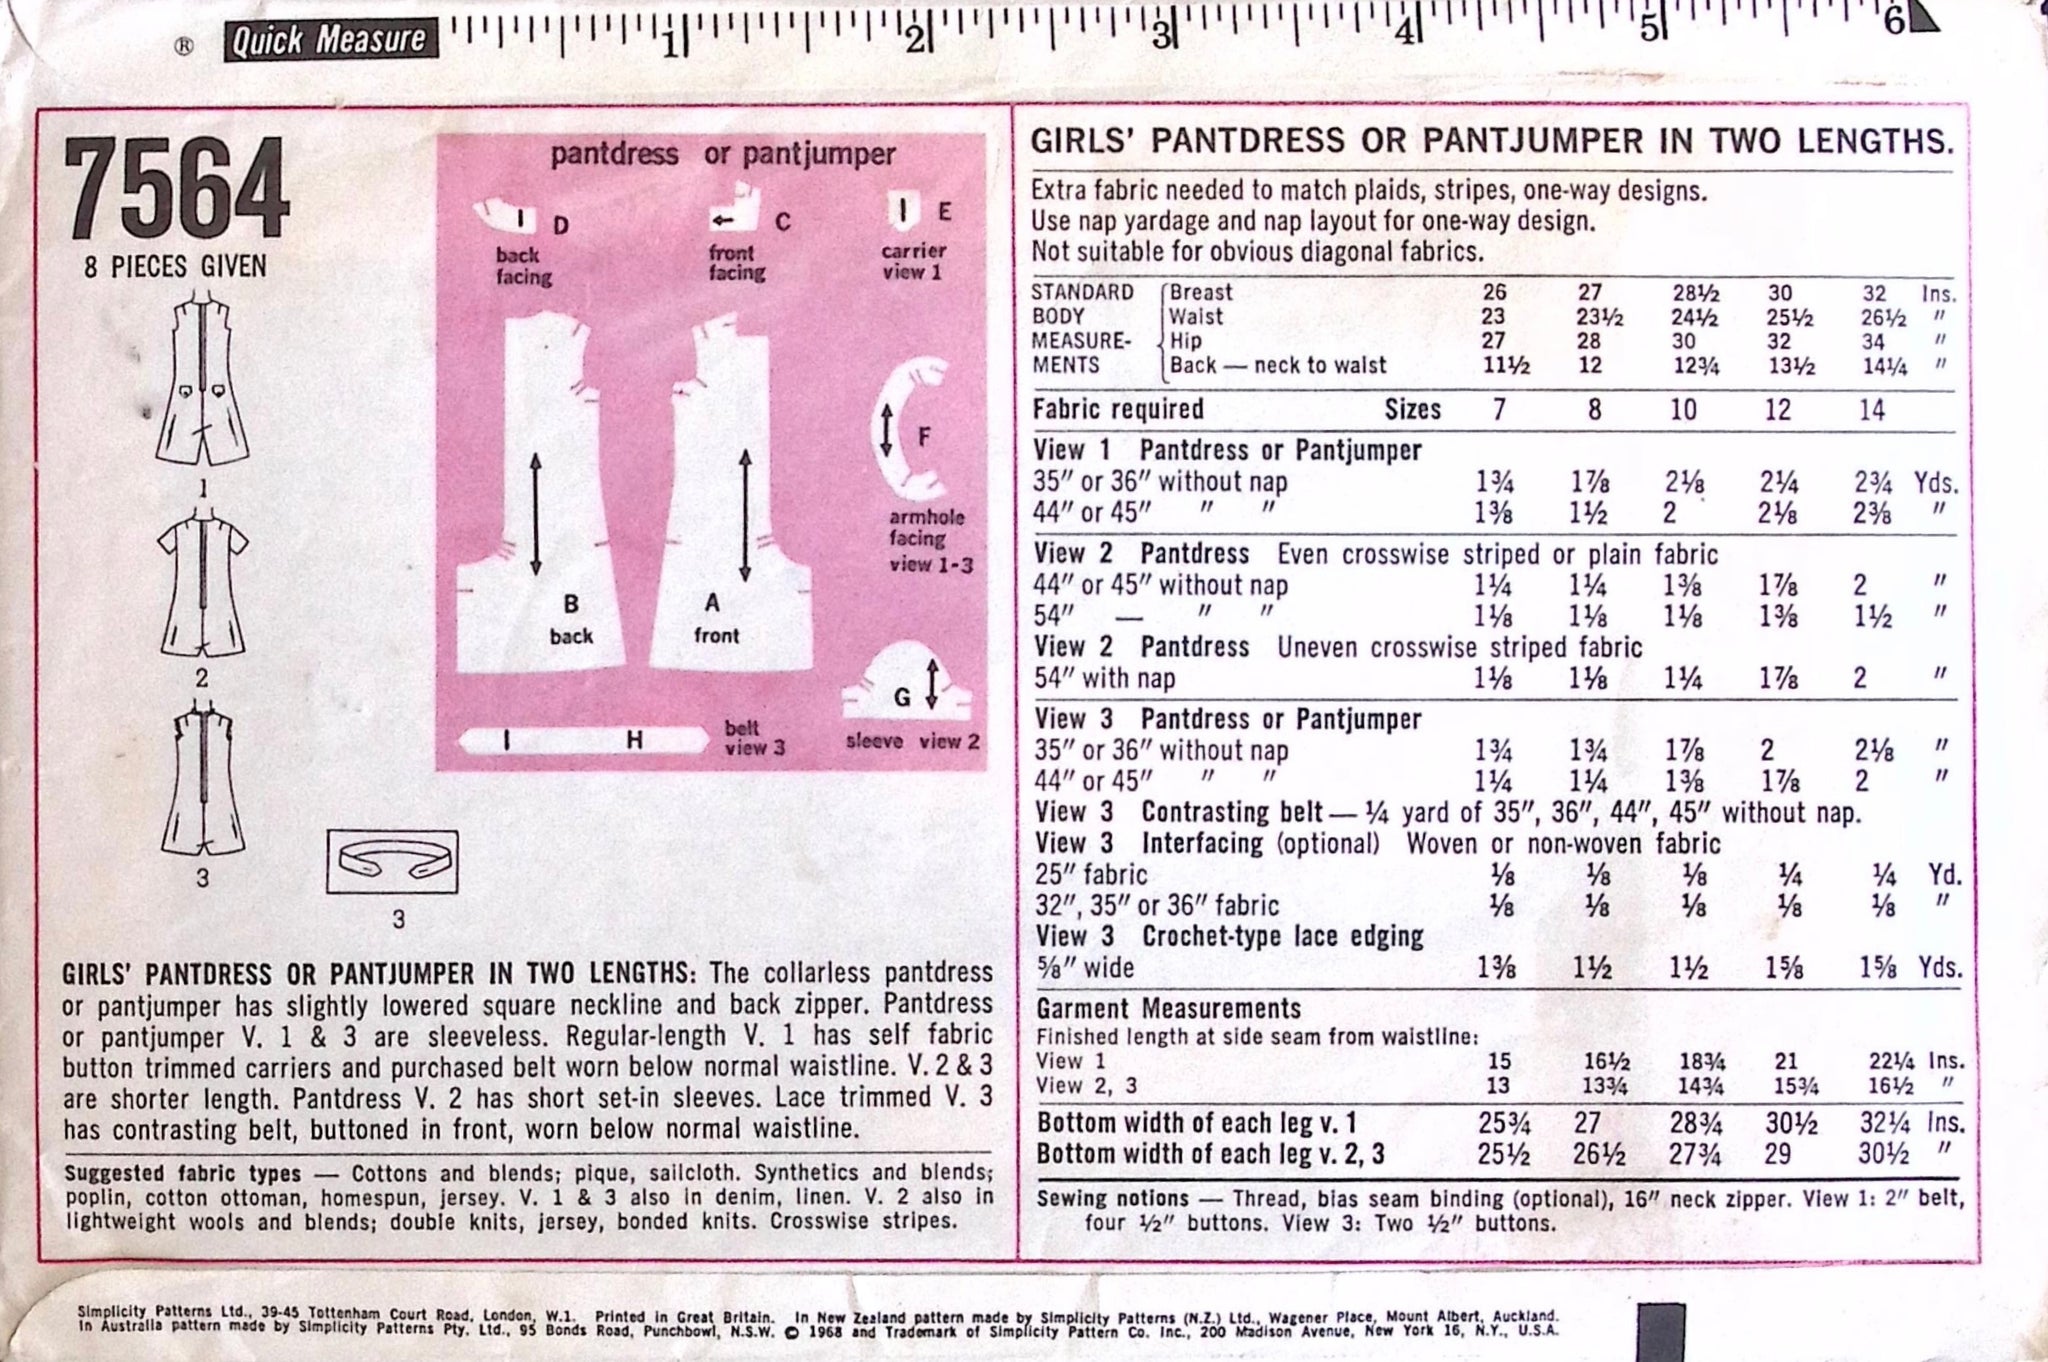 ® Quick Measure 1 2 3 4 5 6
7564
8 PIECES GIVEN
1
2
3
3
pantdress or pantjumper
D
back
facing
C
front
facing
E
carrier
view 1
B
back
A
front
F
armhole
facing
view 1-3
G
sleeve view 2
H
belt
view 3
GIRLS' PANTDRESS OR PANTJUMPER IN TWO LENGTHS: The collarless pantdress
or pantjumper has slightly lowered square neckline and back zipper. Pantdress
or pantjumper V. 1 & 3 are sleeveless. Regular-length V. 1 has self fabric
button trimmed carriers and purchased belt worn below normal waistline. V. 2 & 3
are shorter length. Pantdress V. 2 has short set-in sleeves. Lace trimmed V. 3
has contrasting belt, buttoned in front, worn below normal waistline.
Suggested fabric types — Cottons and blends; pique, sailcloth. Synthetics and blends;
poplin, cotton ottoman, homespun, jersey. V. 1 & 3 also in denim, linen. V. 2 also in
lightweight wools and blends; double knits, jersey, bonded knits. Crosswise stripes.
GIRLS' PANTDRESS OR PANTJUMPER IN TWO LENGTHS.
Extra fabric needed to match plaids, stripes, one-way designs.
Use nap yardage and nap layout for one-way design.
Not suitable for obvious diagonal fabrics.
STANDARD Breast 26 27 28½ 30 32 Ins.
BODY Waist 23 23½ 24½ 25½ 26½ "
MEASURE- Hip 27 28 30 32 34 "
MENTS Back — neck to waist 11½ 12 12¾ 13½ 14¼ "
Fabric required Sizes 7 8 10 12 14
View 1 Pantdress or Pantjumper
35" or 36" without nap 1¾ 1⅞ 2⅛ 2¼ 2¾ Yds.
44" or 45" " " 1⅜ 1½ 2 2⅛ 2⅜ "
View 2 Pantdress Even crosswise striped or plain fabric
44" or 45" without nap 1¼ 1¼ 1⅜ 1⅞ 2 "
54" — " " 1⅛ 1⅛ 1⅛ 1⅜ 1½ "
View 2 Pantdress Uneven crosswise striped fabric
54" with nap 1⅛ 1⅛ 1¼ 1⅞ 2 "
View 3 Pantdress or Pantjumper
35" or 36" without nap 1¾ 1¾ 1⅞ 2 2⅛ "
44" or 45" " " 1¼ 1¼ 1⅜ 1⅞ 2 "
View 3 Contrasting belt — ¼ yard of 35", 36", 44", 45" without nap.
View 3 Interfacing (optional) Woven or non-woven fabric
25" fabric ⅛ ⅛ ⅛ ¼ ¼ Yd.
32", 35" or 36" fabric ⅛ ⅛ ⅛ ⅛ ⅛ "
View 3 Crochet-type lace edging
⅝" wide 1⅜ 1½ 1½ 1⅝ 1⅝ Yds.
Garment Measurements
Finished length at side seam from waistline:
View 1 15 16½ 18¾ 21 22¼ Ins.
View 2, 3 13 13¾ 14¾ 15¾ 16½ "
Bottom width of each leg v. 1 25¾ 27 28¾ 30½ 32¼ Ins.
Bottom width of each leg v. 2, 3 25½ 26½ 27¾ 29 30½ "
Sewing notions — Thread, bias seam binding (optional), 16" neck zipper. View 1: 2" belt,
four ½" buttons. View 3: Two ½" buttons.
Simplicity Patterns Ltd., 39-45 Tottenham Court Road, London, W.1. Printed in Great Britain. In New Zealand pattern made by Simplicity Patterns (N.Z.) Ltd., Wagener Place, Mount Albert, Auckland.
In Australia pattern made by Simplicity Patterns Pty. Ltd., 95 Bonds Road, Punchbowl, N.S.W. © 1968 and Trademark of Simplicity Pattern Co. Inc., 200 Madison Avenue, New York 16, N.Y., U.S.A.